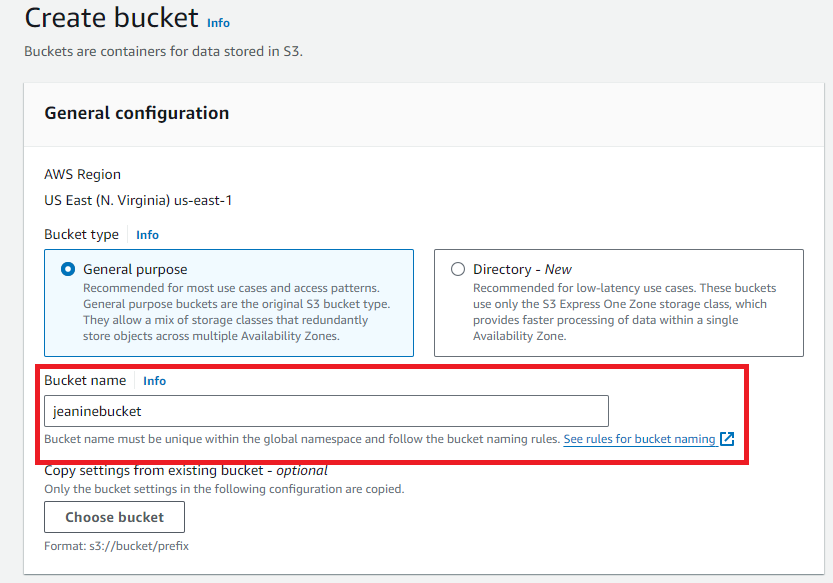 Create bucket Info
Buckets are containers for data stored in S3.
General configuration
AWS Region
US East (N. Virginia) us-east-1
Bucket type Info
General purpose
Recommended for most use cases and access patterns.
General purpose buckets are the original S3 bucket type.
They allow a mix of storage classes that redundantly
store objects across multiple Availability Zones.
Directory - New
Recommended for low-latency use cases. These buckets
use only the S3 Express One Zone storage class, which
provides faster processing of data within a single
Availability Zone.
Bucket name Info
jeaninebucket
Bucket name must be unique within the global namespace and follow the bucket naming rules. See rules for bucket naming
Copy settings from existing bucket - optional
Only the bucket settings in the following configuration are copied.
Choose bucket
Format: s3://bucket/prefix